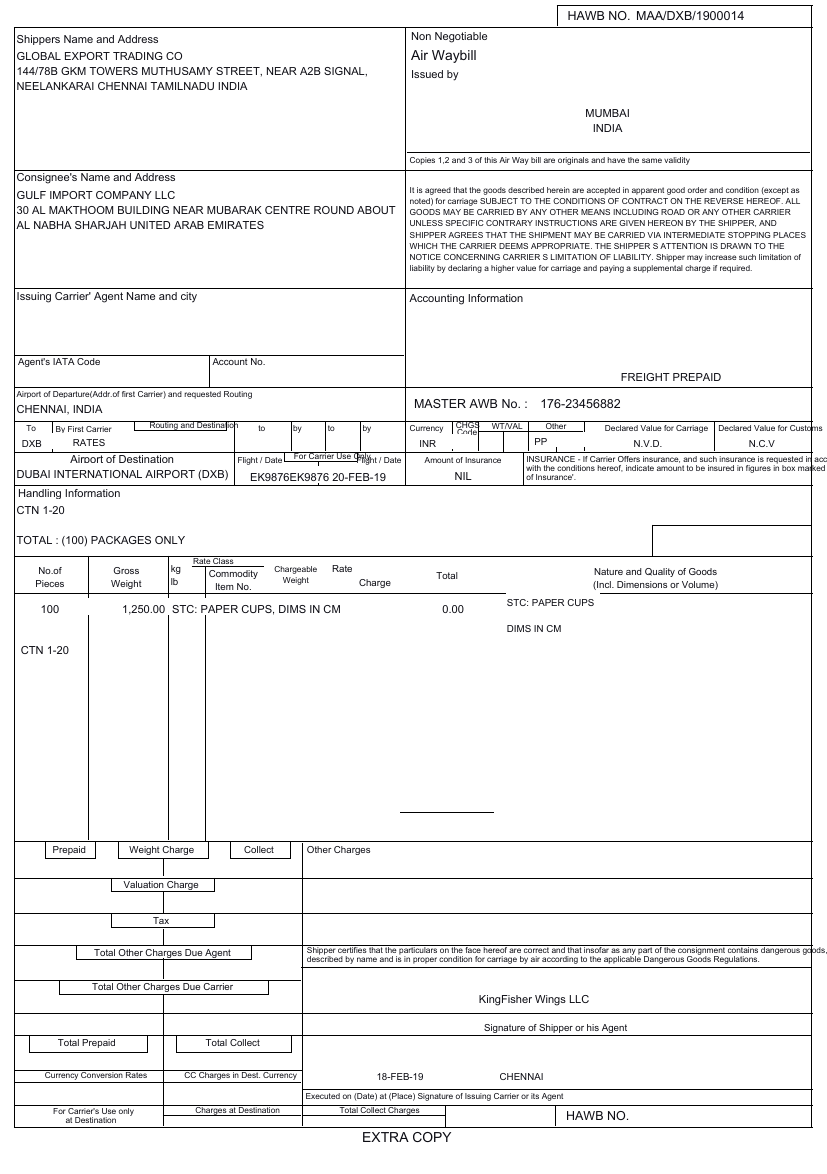 HAWB NO. MAA/DXB/1900014
Shippers Name and Address
GLOBAL EXPORT TRADING CO
144/78B GKM TOWERS MUTHUSAMY STREET, NEAR A2B SIGNAL,
NEELANKARAI CHENNAI TAMILNADU INDIA
Non Negotiable
Air Waybill
Issued by
MUMBAI
INDIA
Copies 1,2 and 3 of this Air Way bill are originals and have the same validity
Consignee's Name and Address
GULF IMPORT COMPANY LLC
30 AL MAKTHOOM BUILDING NEAR MUBARAK CENTRE ROUND ABOUT
AL NABHA SHARJAH UNITED ARAB EMIRATES
It is agreed that the goods described herein are accepted in apparent good order and condition (except as
noted) for carriage SUBJECT TO THE CONDITIONS OF CONTRACT ON THE REVERSE HEREOF. ALL
GOODS MAY BE CARRIED BY ANY OTHER MEANS INCLUDING ROAD OR ANY OTHER CARRIER
UNLESS SPECIFIC CONTRARY INSTRUCTIONS ARE GIVEN HEREON BY THE SHIPPER, AND
SHIPPER AGREES THAT THE SHIPMENT MAY BE CARRIED VIA INTERMEDIATE STOPPING PLACES
WHICH THE CARRIER DEEMS APPROPRIATE. THE SHIPPER S ATTENTION IS DRAWN TO THE
NOTICE CONCERNING CARRIER S LIMITATION OF LIABILITY. Shipper may increase such limitation of
liability by declaring a higher value for carriage and paying a supplemental charge if required.
Issuing Carrier' Agent Name and city
Accounting Information
Agent's IATA Code
Account No.
FREIGHT PREPAID
Airport of Departure(Addr.of first Carrier) and requested Routing
CHENNAI, INDIA
MASTER AWB No. : 176-23456882
To By First Carrier Routing and Destination to by to by
Currency CHGS Code WT/VAL Other Declared Value for Carriage Declared Value for Customs
DXB RATES
INR PP N.V.D. N.C.V
Airoort of Destination
Flight / Date For Carrier Use Only Flight / Date
Amount of Insurance
INSURANCE - If Carrier Offers insurance, and such insurance is requested in acc
with the conditions hereof, indicate amount to be insured in figures in box marked
of Insurance'.
DUBAI INTERNATIONAL AIRPORT (DXB)
EK9876EK9876 20-FEB-19
NIL
Handling Information
CTN 1-20
TOTAL : (100) PACKAGES ONLY
No.of
Pieces
Gross
Weight
kg
lb
Rate Class
Commodity
Item No.
Chargeable
Weight
Rate
Charge
Total
Nature and Quality of Goods
(Incl. Dimensions or Volume)
100 1,250.00 STC: PAPER CUPS, DIMS IN CM 0.00
STC: PAPER CUPS
DIMS IN CM
CTN 1-20
Prepaid Weight Charge Collect Other Charges
Valuation Charge
Tax
Total Other Charges Due Agent
Shipper certifies that the particulars on the face hereof are correct and that insofar as any part of the consignment contains dangerous goods,
described by name and is in proper condition for carriage by air according to the applicable Dangerous Goods Regulations.
Total Other Charges Due Carrier
KingFisher Wings LLC
Signature of Shipper or his Agent
Total Prepaid Total Collect
Currency Conversion Rates CC Charges in Dest. Currency
18-FEB-19 CHENNAI
Executed on (Date) at (Place) Signature of Issuing Carrier or its Agent
For Carrier's Use only
at Destination
Charges at Destination
Total Collect Charges
HAWB NO.
EXTRA COPY